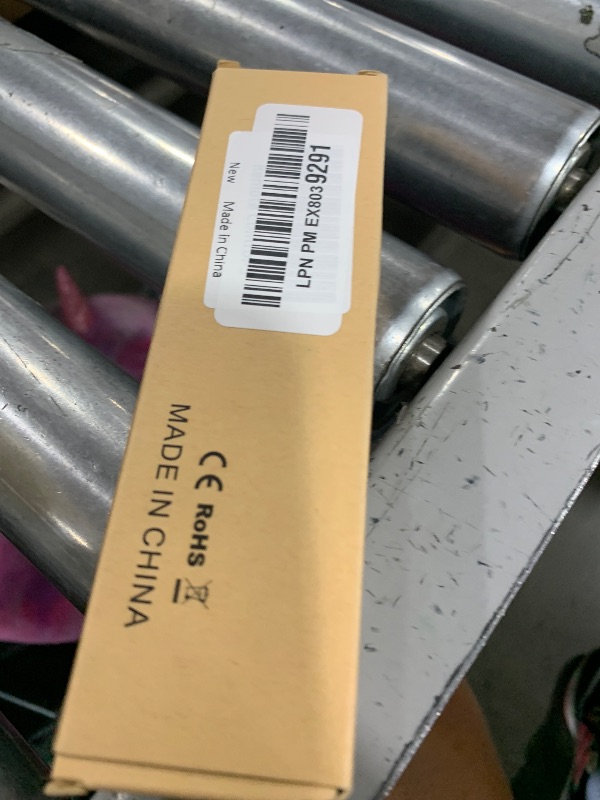 LPN PM EX8039291
New Made In China
CE RoHS
MADE IN CHINA